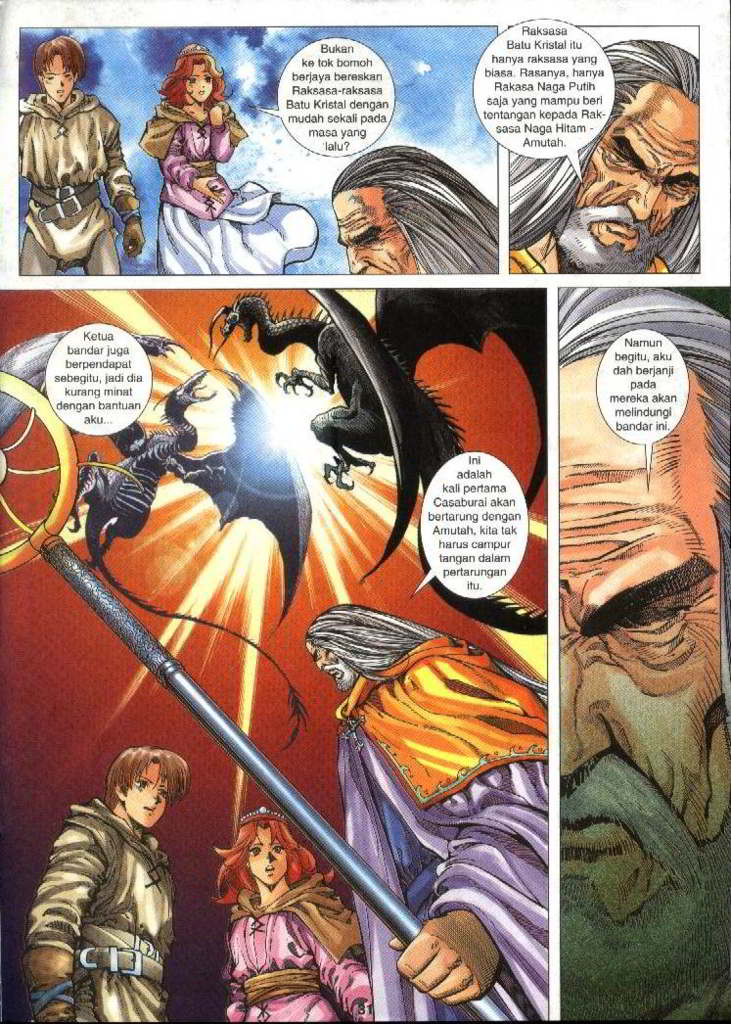 Bukan
ke tok bomoh
berjaya bereskan
Raksasa-raksasa
Batu Kristal dengan
mudah sekali pada
masa yang
lalu?
Raksasa
Batu Kristal itu
hanya raksasa yang
biasa. Rasanya, hanya
Rakasa Naga Putih
saja yang mampu beri
tentangan kepada Rak-
sasa Naga Hitam -
Amutah.
Ketua
bandar juga
berpendapat
sebegitu, jadi dia
kurang minat
dengan bantuan
aku...
Ini
adalah
kali pertama
Casaburai akan
bertarung dengan
Amutah, kita tak
harus campur
tangan dalam
pertarungan
itu.
Namun
begitu, aku
dah berjanji
pada
mereka akan
melindungi
bandar ini.
31